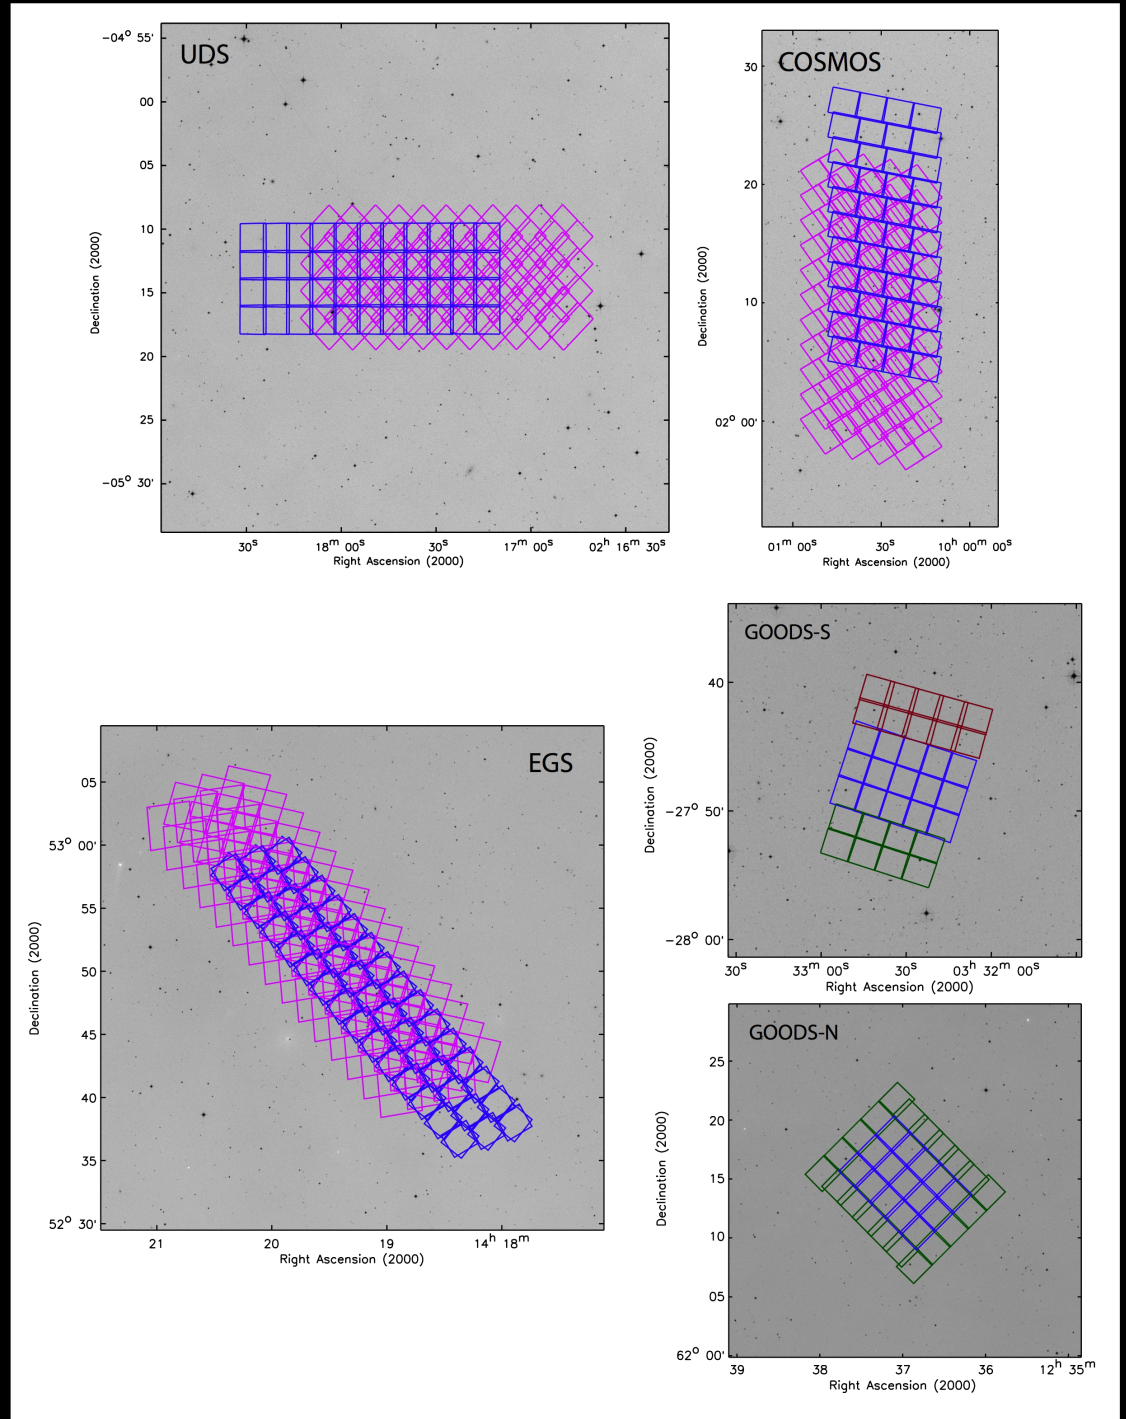 UDS
−04° 55'
00
05
10
15
20
25
−05° 30'
Declination (2000)
30s 18m 00s 30s 17m 00s 02h 16m 30s
Right Ascension (2000)
COSMOS
30
20
10
02° 00'
Declination (2000)
01m 00s 30s 10h 00m 00s
Right Ascension (2000)
EGS
05
53° 00'
55
50
45
40
35
52° 30'
Declination (2000)
21 20 19 14h 18m
Right Ascension (2000)
GOODS-S
40
−27° 50'
−28° 00'
Declination (2000)
30s 33m 00s 30s 03h 32m 00s
Right Ascension (2000)
GOODS-N
25
20
15
10
05
62° 00'
Declination (2000)
39 38 37 36 12h 35m
Right Ascension (2000)